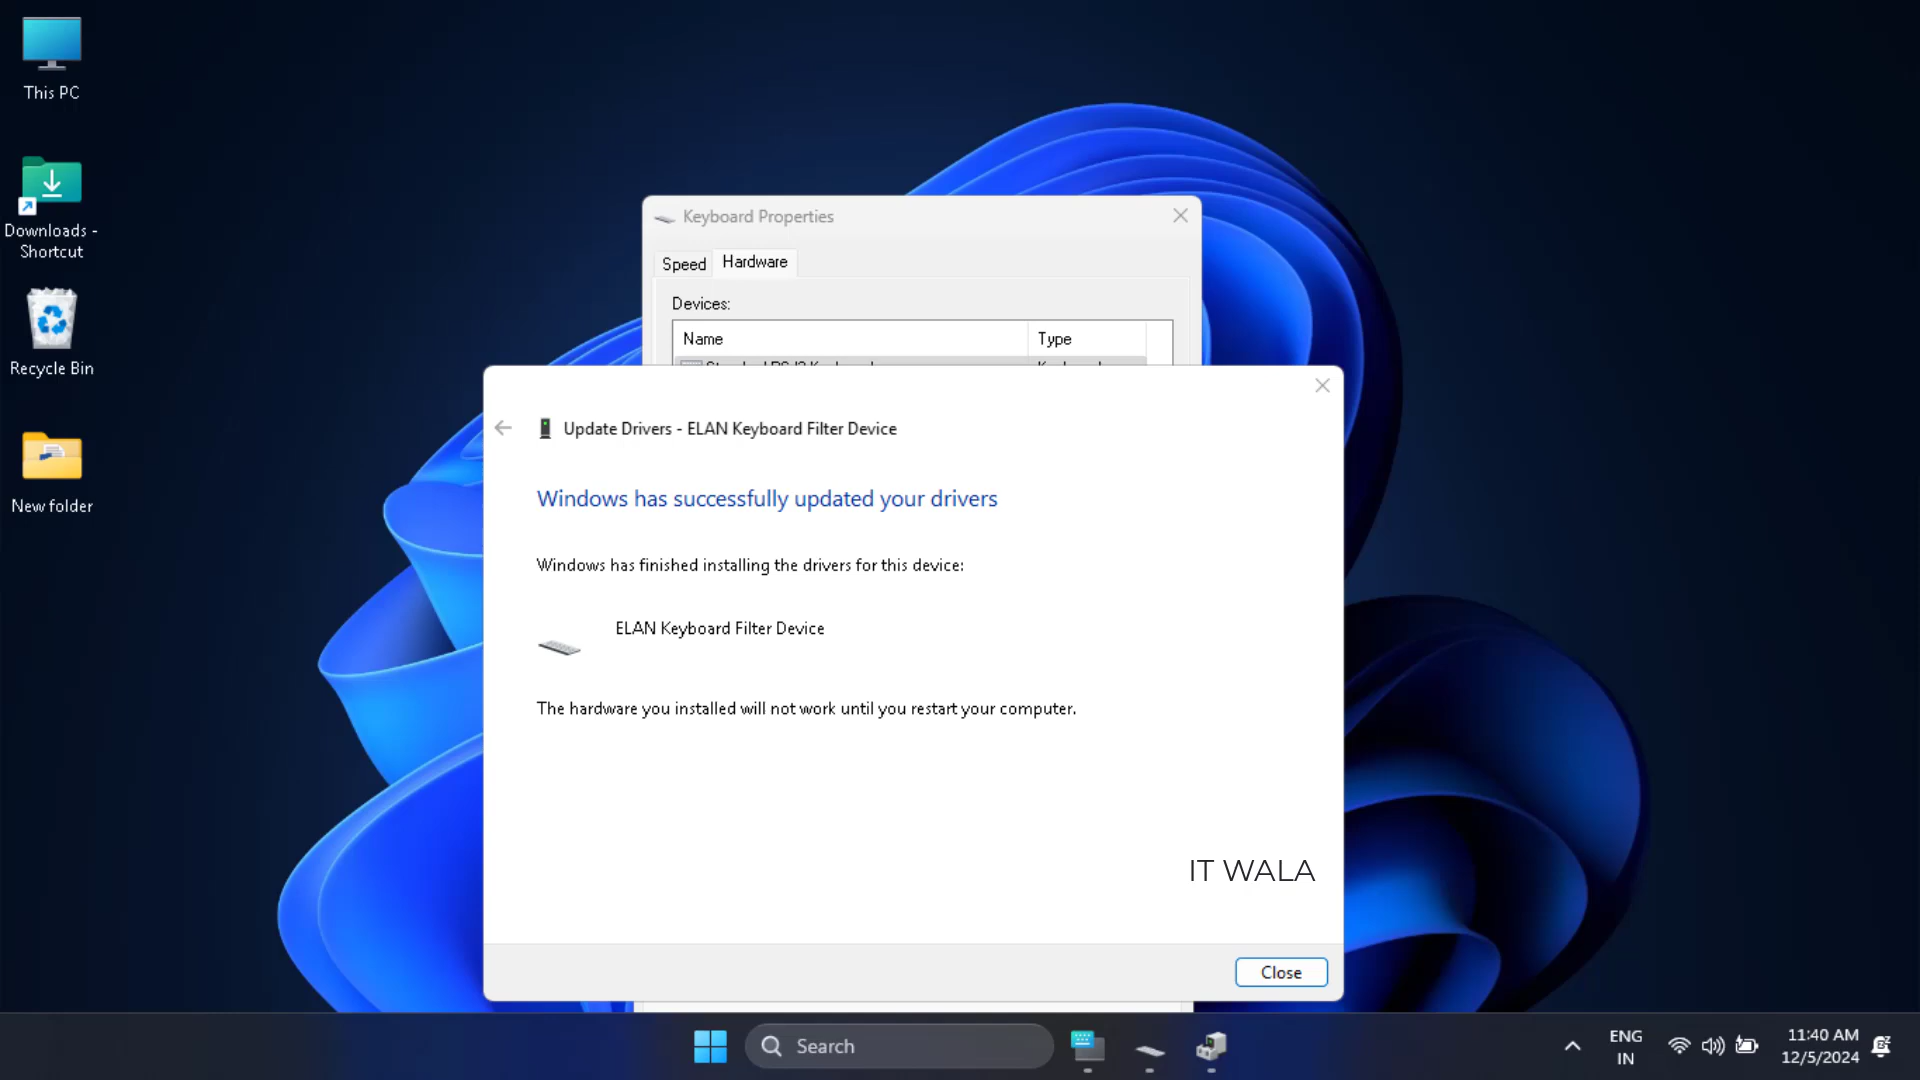 This PC
Downloads -
Shortcut
Recycle Bin
New folder
Keyboard Properties
Speed
Hardware
Devices:
Name
Type
Update Drivers - ELAN Keyboard Filter Device
Windows has successfully updated your drivers
Windows has finished installing the drivers for this device:
ELAN Keyboard Filter Device
The hardware you installed will not work until you restart your computer.
IT WALA
Close
Search
ENG
IN
11:40 AM
12/5/2024